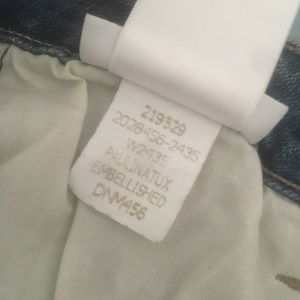 219329
2028456-2435
W2435
PAULINATUX
EMBELLISHED
DNM456